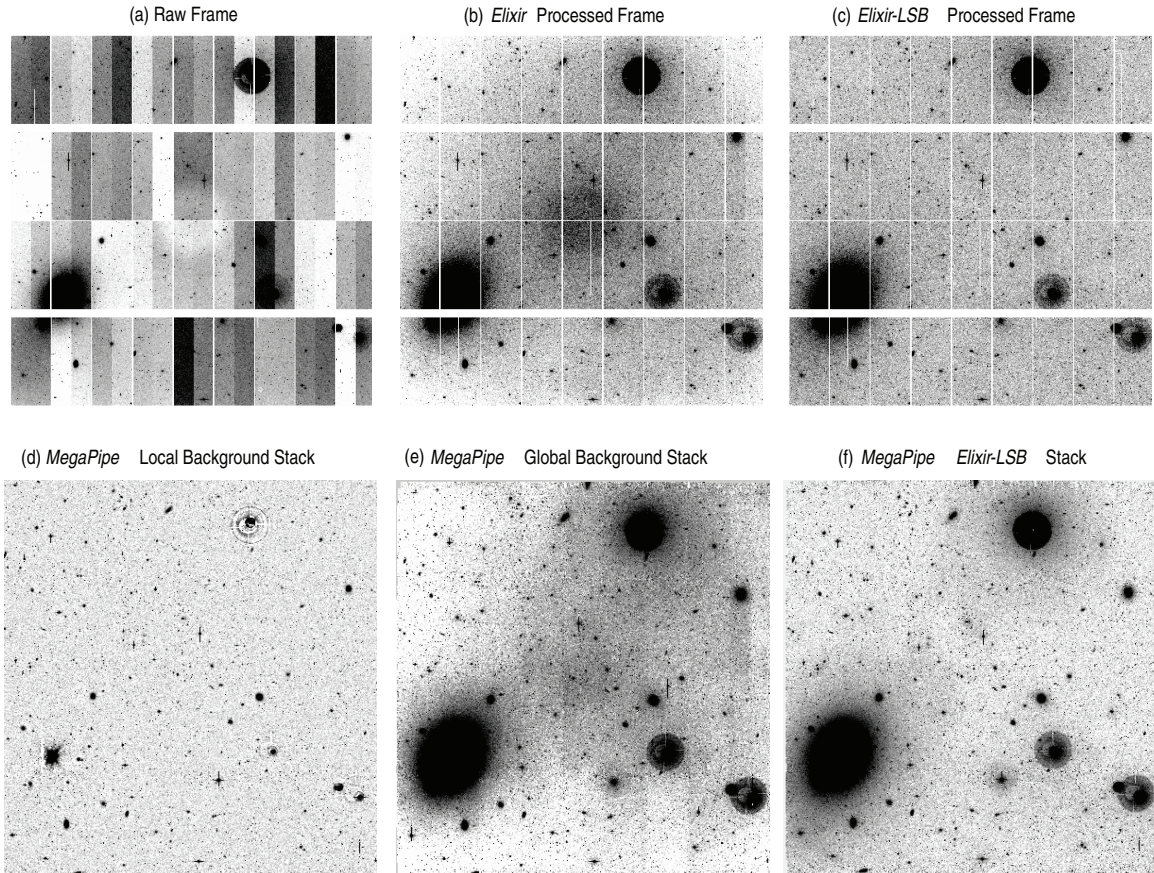 (a) Raw Frame
(b) Elixir Processed Frame
(c) Elixir-LSB Processed Frame
(d) MegaPipe Local Background Stack
(e) MegaPipe Global Background Stack
(f) MegaPipe Elixir-LSB Stack